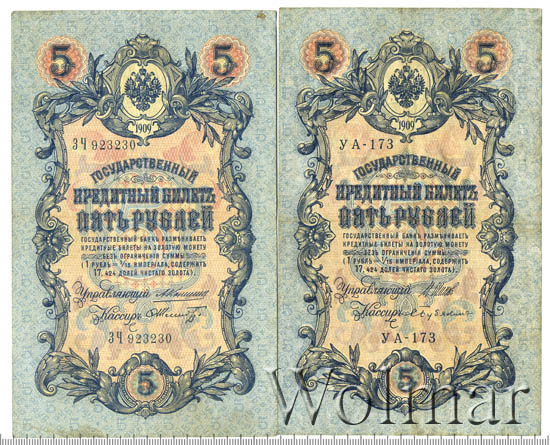 5 5
1909
ЗЧ 923230
ГОСУДАРСТВЕННЫЙ
КРЕДИТНЫЙ БИЛЕТЪ
ПЯТЬ РУБЛЕЙ
ГОСУДАРСТВЕННЫЙ БАНКЪ РАЗМѢНИВАЕТЪ
КРЕДИТНЫЕ БИЛЕТЫ НА ЗОЛОТУЮ МОНЕТУ
БЕЗЪ ОГРАНИЧЕНІЯ СУММЫ
(1 РУБЛЬ = 1/15 ИМПЕРІАЛА, СОДЕРЖИТЪ
17,424 ДОЛЕЙ ЧИСТАГО ЗОЛОТА).
Управляющій
Кассиръ
ЗЧ 923230
5
5 5
1909
УА-173
ГОСУДАРСТВЕННЫЙ
КРЕДИТНЫЙ БИЛЕТЪ
ПЯТЬ РУБЛЕЙ
ГОСУДАРСТВЕННЫЙ БАНКЪ РАЗМѢНИВАЕТЪ
КРЕДИТНЫЕ БИЛЕТЫ НА ЗОЛОТУЮ МОНЕТУ
БЕЗЪ ОГРАНИЧЕНІЯ СУММЫ
(1 РУБЛЬ = 1/15 ИМПЕРІАЛА, СОДЕРЖИТЪ
17,424 ДОЛЕЙ ЧИСТАГО ЗОЛОТА).
Управляющій
Кассиръ
УА-173
5
Wolmar